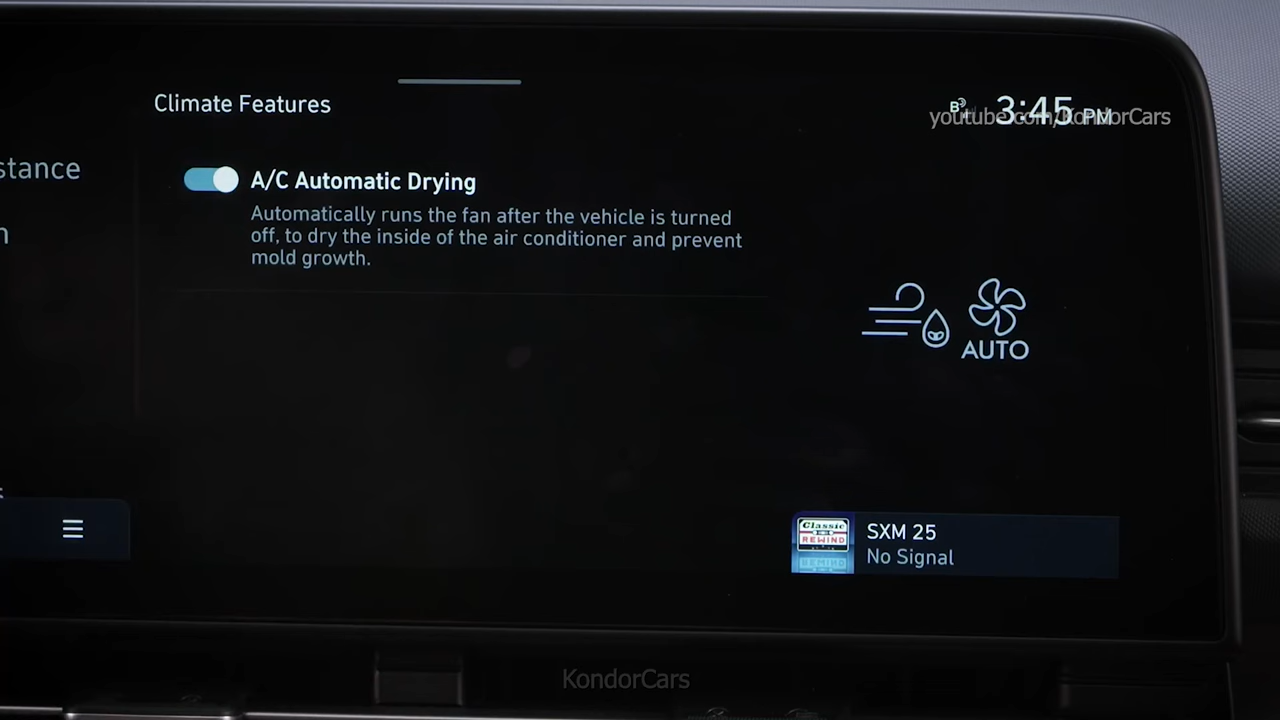 Climate Features
3:45 PM
youtube.com/KondorCars
stance
A/C Automatic Drying
Automatically runs the fan after the vehicle is turned
off, to dry the inside of the air conditioner and prevent
mold growth.
n
AUTO
s
Classic
REWIND
SXM 25
No Signal
KondorCars